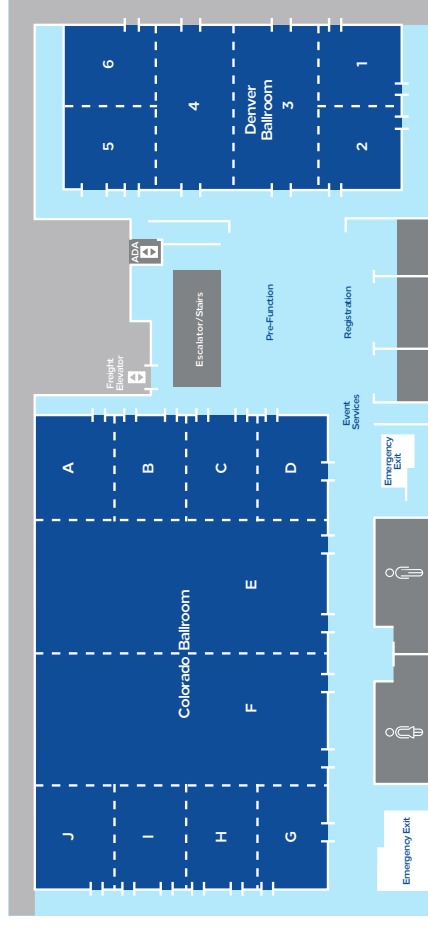 6
5
4
Denver
Ballroom
3
1
2
ADA
Freight
Elevator
Escalator/Stairs
Pre-Function
Registration
Event
Services
Emergency
Exit
A
B
C
D
Colorado Ballroom
E
F
J
I
H
G
Emergency Exit